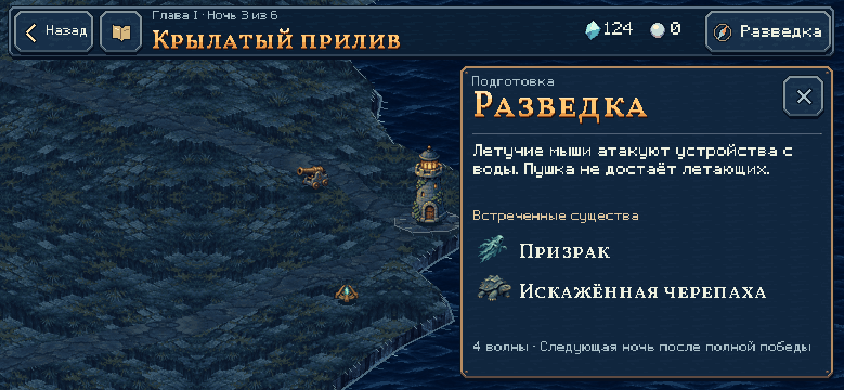 Назад
Глава I · Ночь 3 из 6
Крылатый прилив
124
0
Разведка
Подготовка
Разведка
Летучие мыши атакуют устройства с
воды. Пушка не достаёт летающих.
Встреченные существа
Призрак
Искажённая черепаха
4 волны · Следующая ночь после полной победы